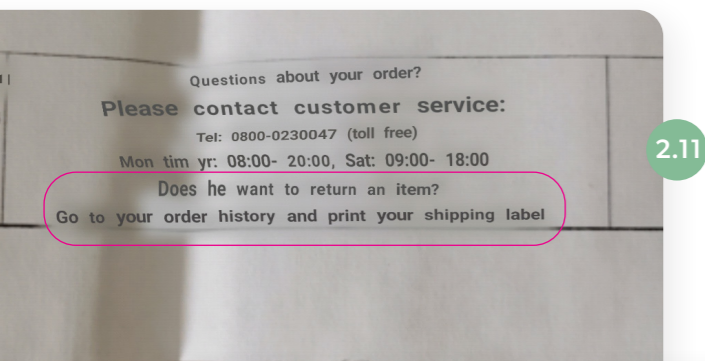 Questions about your order?
Please contact customer service:
Tel: 0800-0230047 (toll free)
Mon tim yr: 08:00- 20:00, Sat: 09:00- 18:00
Does he want to return an item?
Go to your order history and print your shipping label
2.11